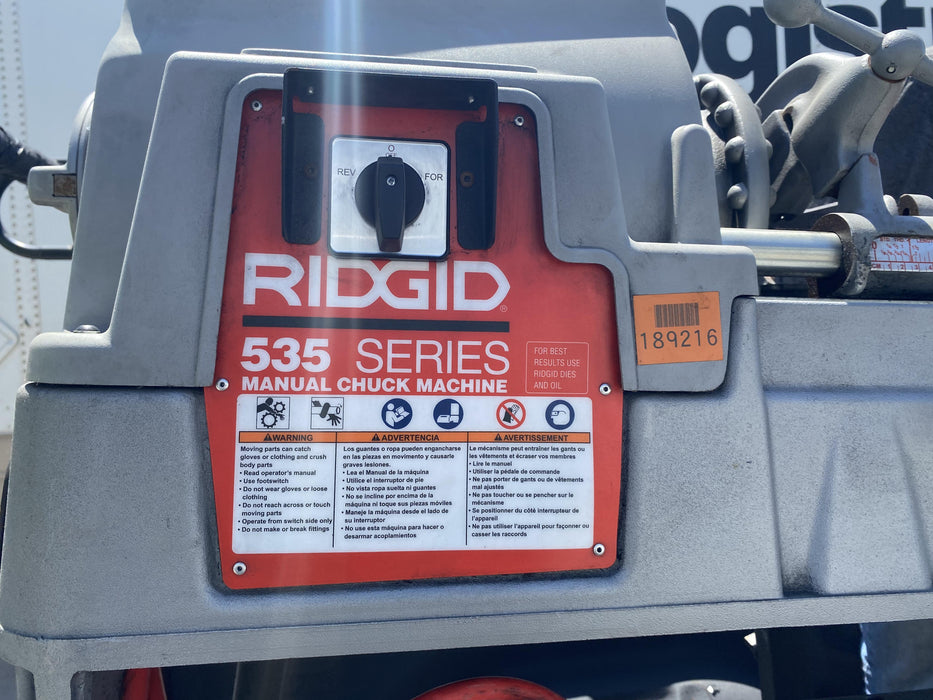 ogist
O
OFF
REV
FOR
RIDGID®
535 SERIES
MANUAL CHUCK MACHINE
FOR BEST
RESULTS USE
RIDGID DIES
AND OIL
189216
WARNING
Moving parts can catch
gloves or clothing and crush
body parts
• Read operator's manual
• Use footswitch
• Do not wear gloves or loose
clothing
• Do not reach across or touch
moving parts
• Operate from switch side only
• Do not make or break fittings
ADVERTENCIA
Los guantes o ropa pueden engancharse
en las piezas en movimiento y causarle
graves lesiones.
• Lea el Manual de la máquina
• Utilice el interruptor de pie
• No vista ropa suelta ni guantes
• No se incline por encima de la
máquina ni toque sus piezas móviles
• Maneje la máquina desde el lado de
su interruptor
• No use esta máquina para hacer o
desarmar acoplamientos
AVERTISSEMENT
Le mécanisme peut entraîner les gants ou
les vêtements et écraser vos membres
• Lire le manuel
• Utiliser la pédale de commande
• Ne pas porter de gants ou de vêtements
mal ajustés
• Ne pas toucher ou se pencher sur le
mécanisme
• Se positionner du côté interrupteur de
l'appareil
• Ne pas utiliser l'appareil pour façonner ou
casser les raccords